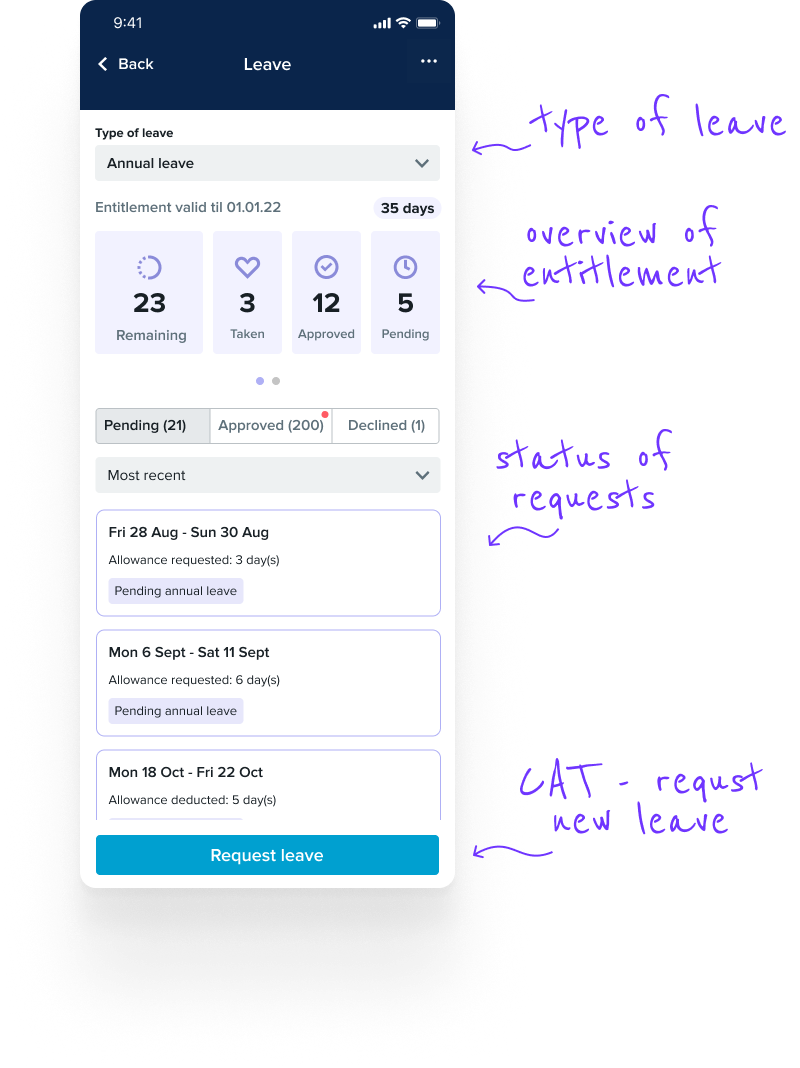 9:41
Back
Leave
Type of leave
Annual leave
type of leave
Entitlement valid til 01.01.22
35 days
overview of
entitlement
23
3
12
5
Remaining
Taken
Approved
Pending
Pending (21)
Approved (200)
Declined (1)
status of
requests
Most recent
Fri 28 Aug - Sun 30 Aug
Allowance requested: 3 day(s)
Pending annual leave
Mon 6 Sept - Sat 11 Sept
Allowance requested: 6 day(s)
Pending annual leave
Mon 18 Oct - Fri 22 Oct
Allowance deducted: 5 day(s)
CAT - requst
new leave
Request leave